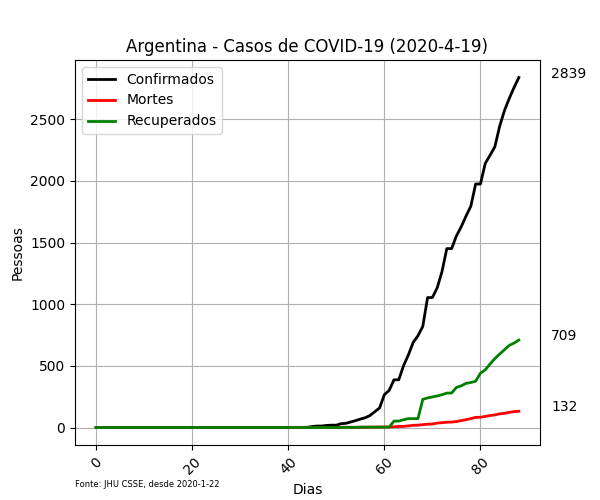 Argentina - Casos de COVID-19 (2020-4-19)
Confirmados
Mortes
Recuperados
2839
709
132
Pessoas
2500
2000
1500
1000
500
0
0
20
40
60
80
Dias
Fonte: JHU CSSE, desde 2020-1-22